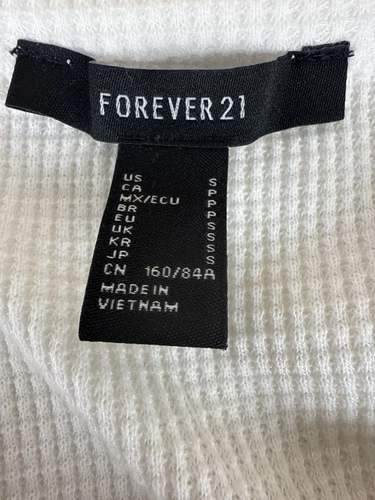 FOREVER 21
US S
CA P
MX/ECU P
BR P
EU S
UK S
KR S
JP S
CN 160/84A
MADE IN
VIETNAM